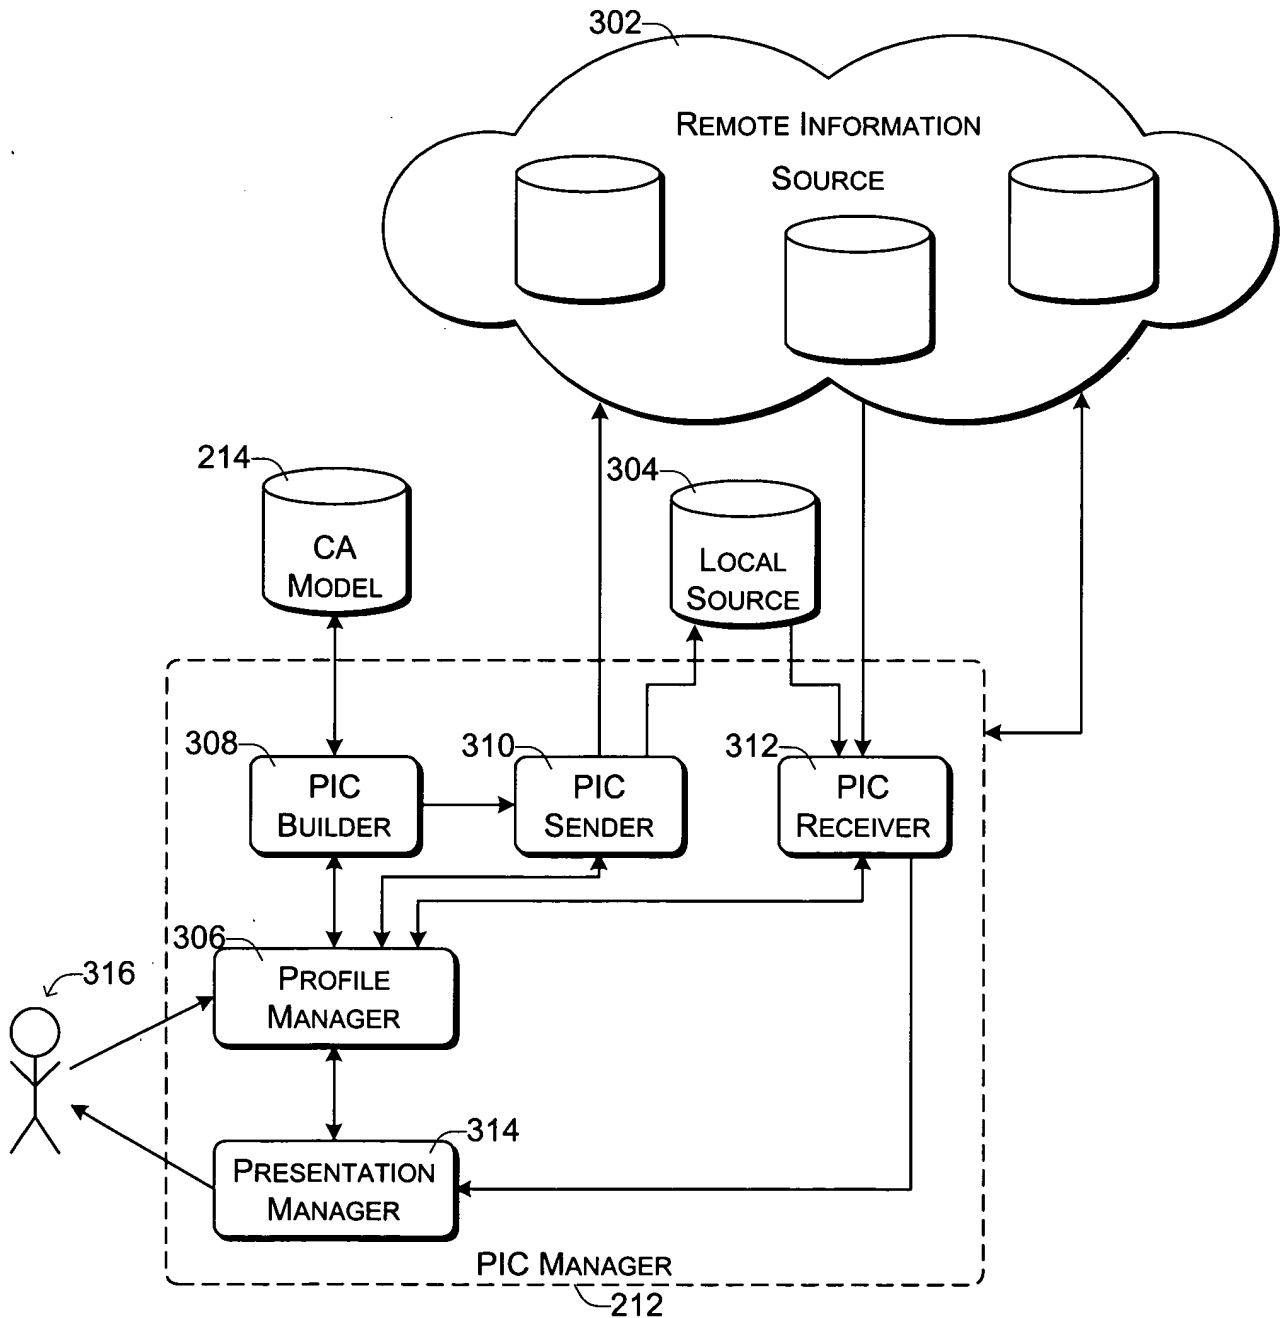 302
REMOTE INFORMATION
SOURCE
214
CA
MODEL
304
LOCAL
SOURCE
308
PIC
BUILDER
310
PIC
SENDER
312
PIC
RECEIVER
306
PROFILE
MANAGER
316
314
PRESENTATION
MANAGER
PIC MANAGER
212